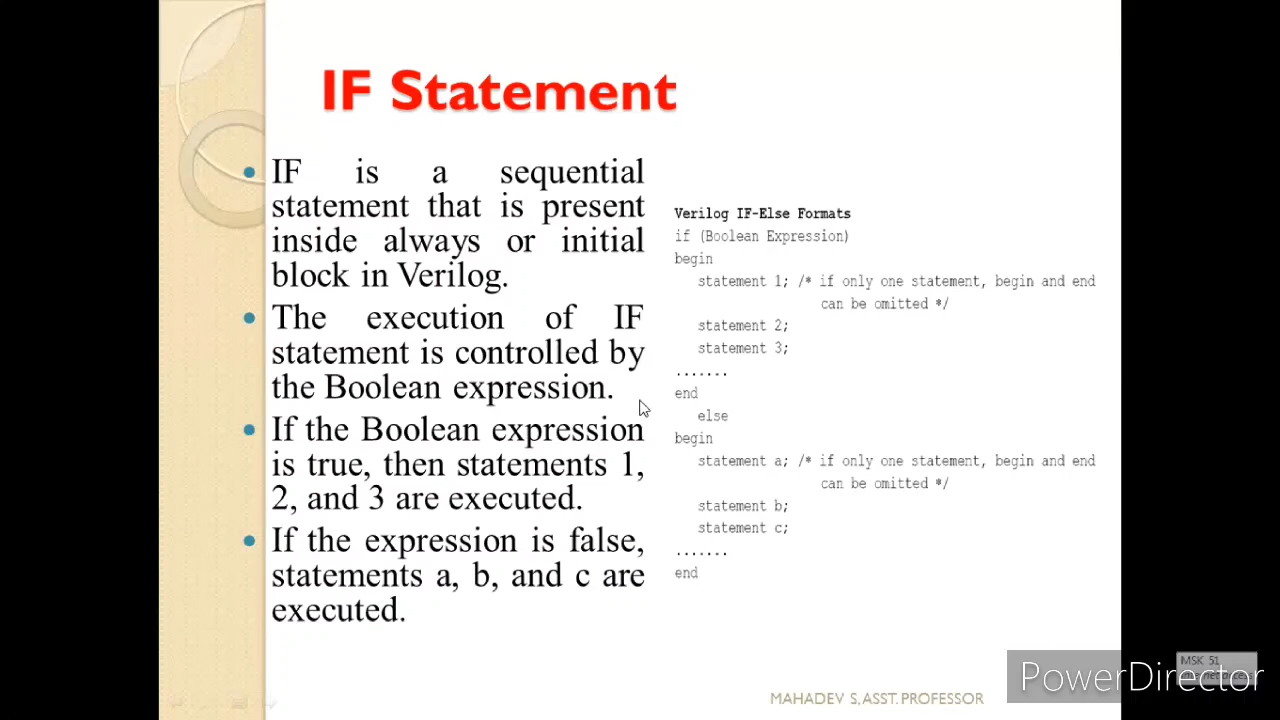 IF Statement
IF is a sequential
statement that is present
inside always or initial
block in Verilog.
The execution of IF
statement is controlled by
the Boolean expression.
If the Boolean expression
is true, then statements 1,
2, and 3 are executed.
If the expression is false,
statements a, b, and c are
executed.
Verilog IF-Else Formats
if (Boolean Expression)
begin
statement 1; /* if only one statement, begin and end
can be omitted */
statement 2;
statement 3;
.......
end
else
begin
statement a; /* if only one statement, begin and end
can be omitted */
statement b;
statement c;
.......
end
MAHADEV S, ASST. PROFESSOR
MSK 51
PowerDirector